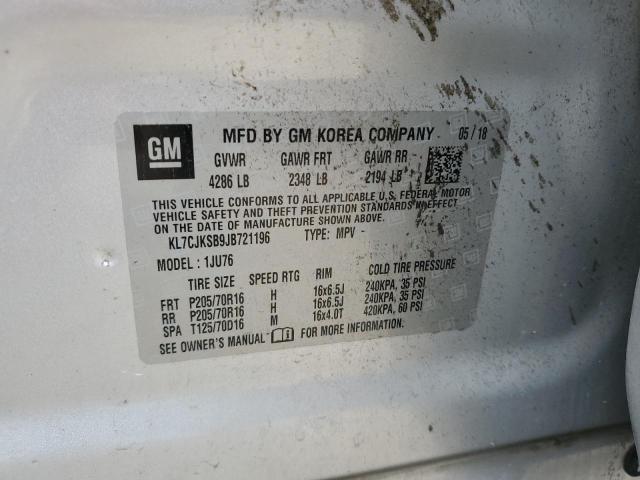 GM
MFD BY GM KOREA COMPANY 05/18
GVWR GAWR FRT GAWR RR
4286 LB 2348 LB 2194 LB
THIS VEHICLE CONFORMS TO ALL APPLICABLE U.S. FEDERAL MOTOR
VEHICLE SAFETY AND THEFT PREVENTION STANDARDS IN EFFECT ON
THE DATE OF MANUFACTURE SHOWN ABOVE.
KL7CJKSB9JB721196 TYPE: MPV
MODEL: 1JU76
TIRE SIZE SPEED RTG RIM COLD TIRE PRESSURE
FRT P205/70R16 H 16x6.5J 240KPA, 35 PSI
RR P205/70R16 H 16x6.5J 240KPA, 35 PSI
SPA T125/70D16 M 16x4.0T 420KPA, 60 PSI
SEE OWNER'S MANUAL FOR MORE INFORMATION.